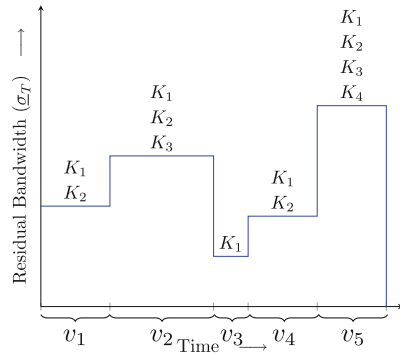 Residual Bandwidth (σ_T) ⟶
K₁
K₂
K₁
K₂
K₃
K₁
K₁
K₂
K₁
K₂
K₃
K₄
v₁ v₂ v₃ v₄ v₅
Time ⟶